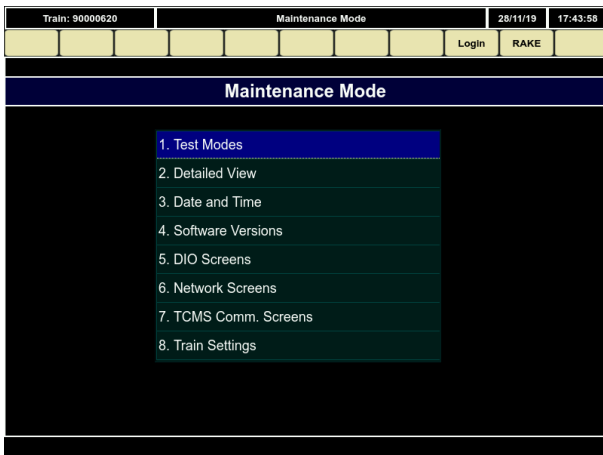 Train: 90000620 Maintenance Mode 28/11/19 17:43:58
Login RAKE
Maintenance Mode
1. Test Modes
2. Detailed View
3. Date and Time
4. Software Versions
5. DIO Screens
6. Network Screens
7. TCMS Comm. Screens
8. Train Settings